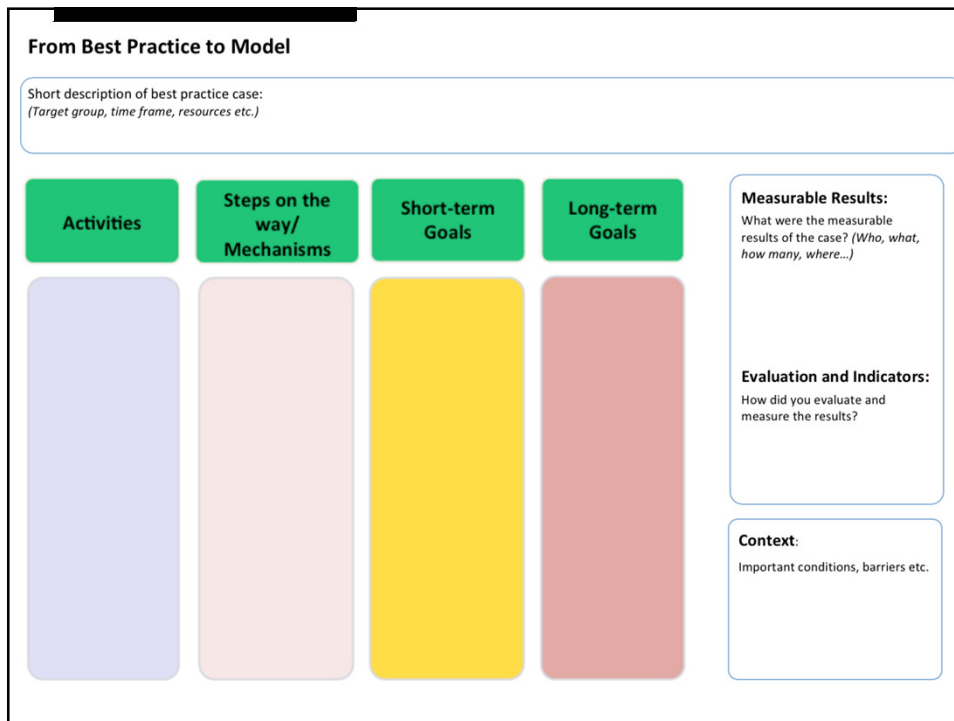 From Best Practice to Model
Short description of best practice case:
(Target group, time frame, resources etc.)
Activities
Steps on the
way/
Mechanisms
Short-term
Goals
Long-term
Goals
Measurable Results:
What were the measurable
results of the case? (Who, what,
how many, where...)
Evaluation and Indicators:
How did you evaluate and
measure the results?
Context:
Important conditions, barriers etc.